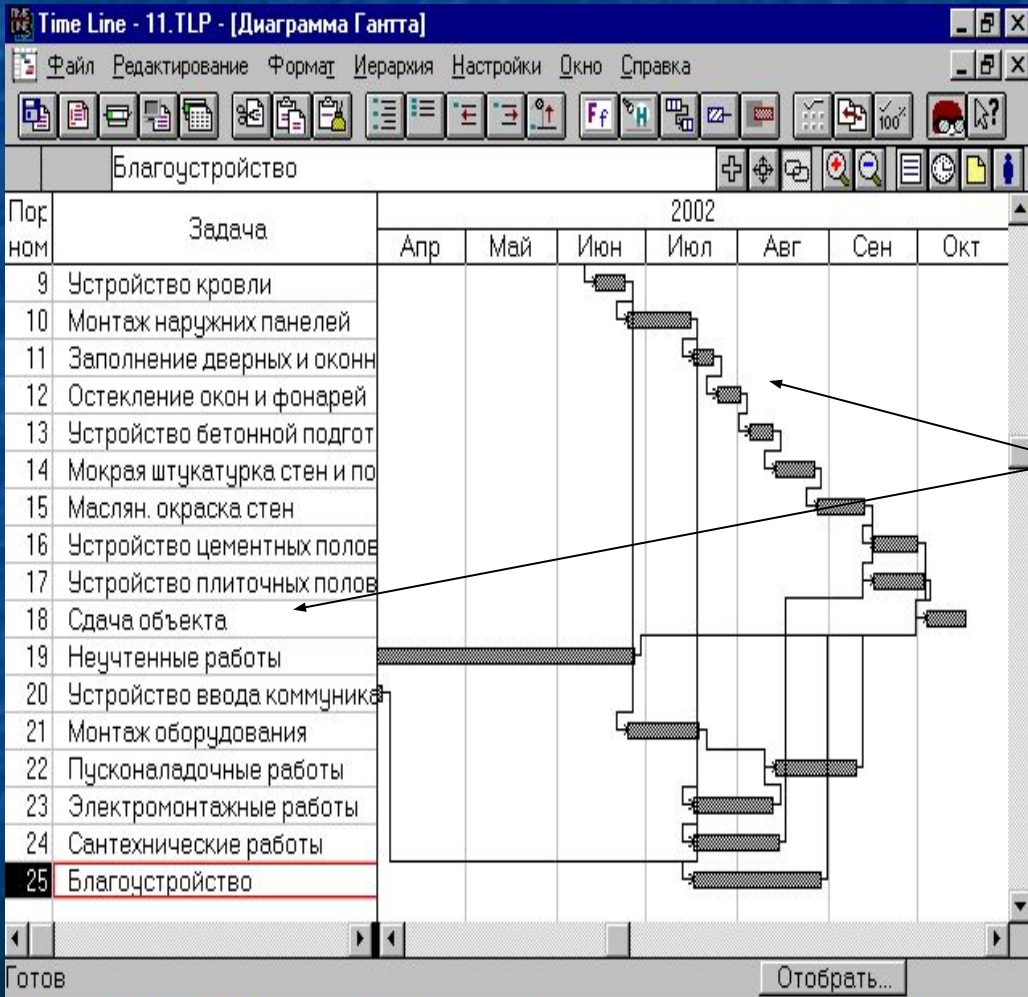 Time Line - 11.TLP - [Диаграмма Гантта]
Файл Редактирование Формат Иерархия Настройки Окно Справка
Благоустройство
Пор ном Задача 2002
Апр Май Июн Июл Авг Сен Окт
9 Устройство кровли
10 Монтаж наружних панелей
11 Заполнение дверных и оконн
12 Остекление окон и фонарей
13 Устройство бетонной подгот
14 Мокрая штукатурка стен и по
15 Маслян. окраска стен
16 Устройство цементных полов
17 Устройство плиточных полов
18 Сдача объекта
19 Неучтенные работы
20 Устройство ввода коммуника
21 Монтаж оборудования
22 Пусконаладочные работы
23 Электромонтажные работы
24 Сантехнические работы
25 Благоустройство
Готов Отобрать...